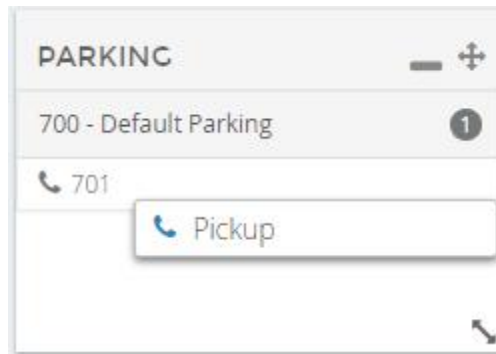 PARKING
700 - Default Parking
1
701
Pickup